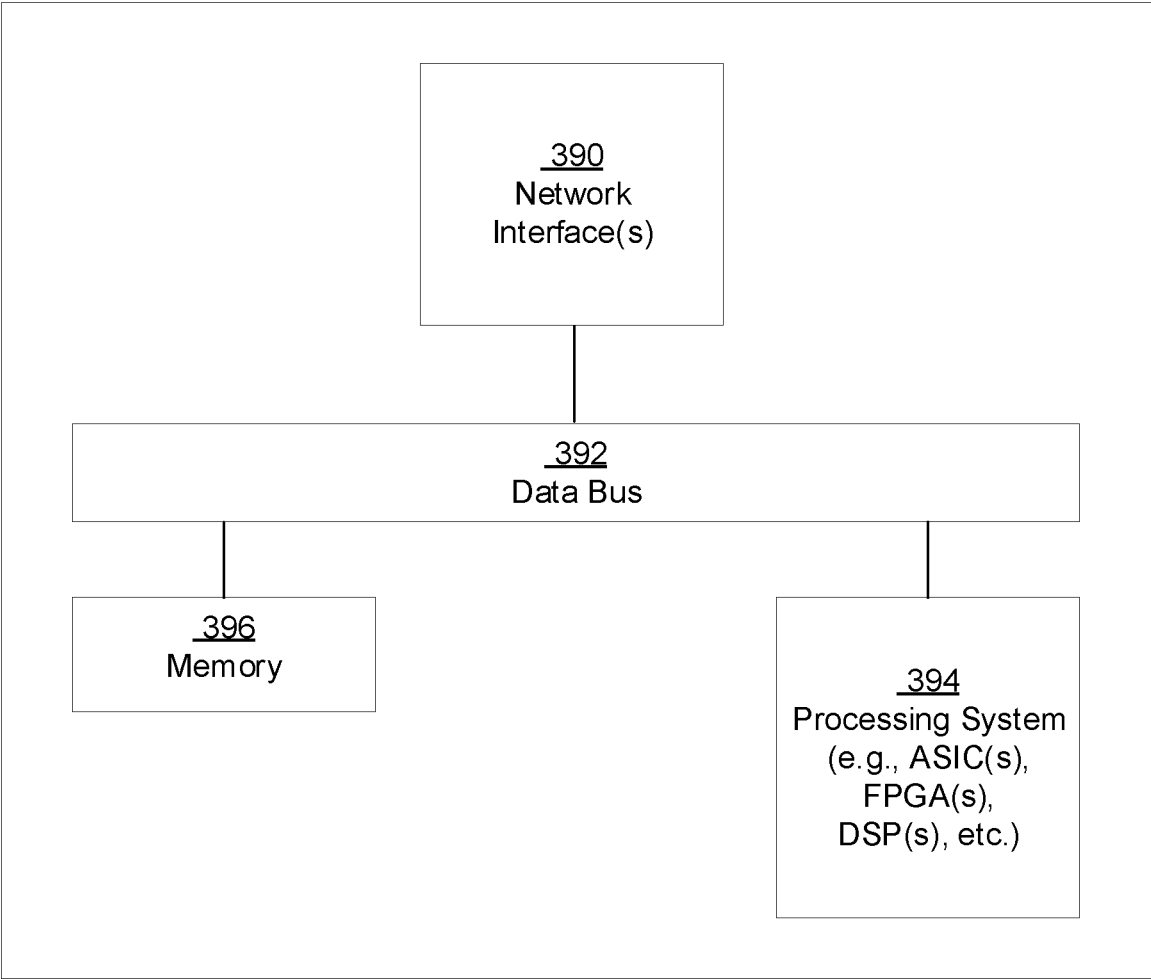 390
Network
Interface(s)
392
Data Bus
396
Memory
394
Processing System
(e.g., ASIC(s),
FPGA(s),
DSP(s), etc.)